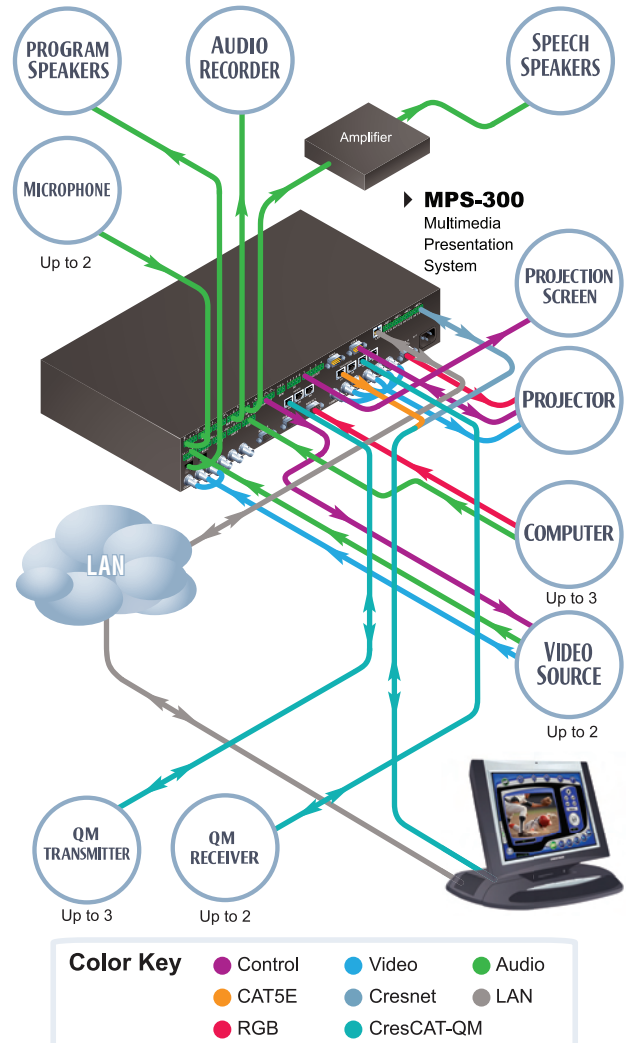 PROGRAM
SPEAKERS
AUDIO
RECORDER
SPEECH
SPEAKERS
Amplifier
MICROPHONE
Up to 2
MPS-300
Multimedia
Presentation
System
PROJECTION
SCREEN
PROJECTOR
COMPUTER
Up to 3
LAN
VIDEO
SOURCE
Up to 2
QM
TRANSMITTER
Up to 3
QM
RECEIVER
Up to 2
Color Key
Control
Video
Audio
CAT5E
Cresnet
LAN
RGB
CresCAT-QM